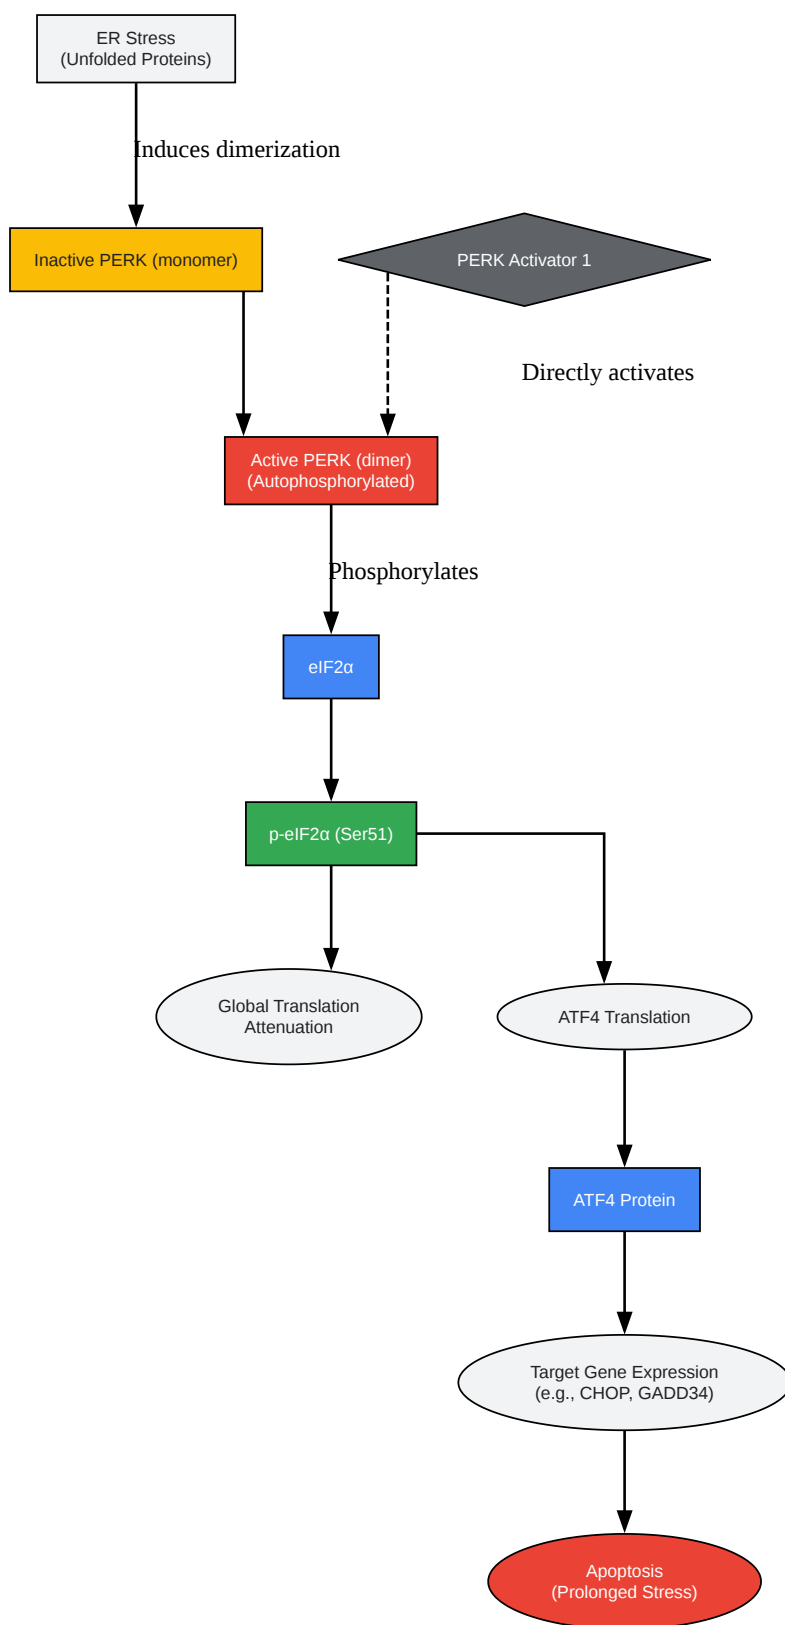 ER Stress
(Unfolded Proteins)
Induces dimerization
Inactive PERK (monomer)
PERK Activator 1
Directly activates
Active PERK (dimer)
(Autophosphorylated)
Phosphorylates
eIF2α
p-eIF2α (Ser51)
Global Translation
Attenuation
ATF4 Translation
ATF4 Protein
Target Gene Expression
(e.g., CHOP, GADD34)
Apoptosis
(Prolonged Stress)